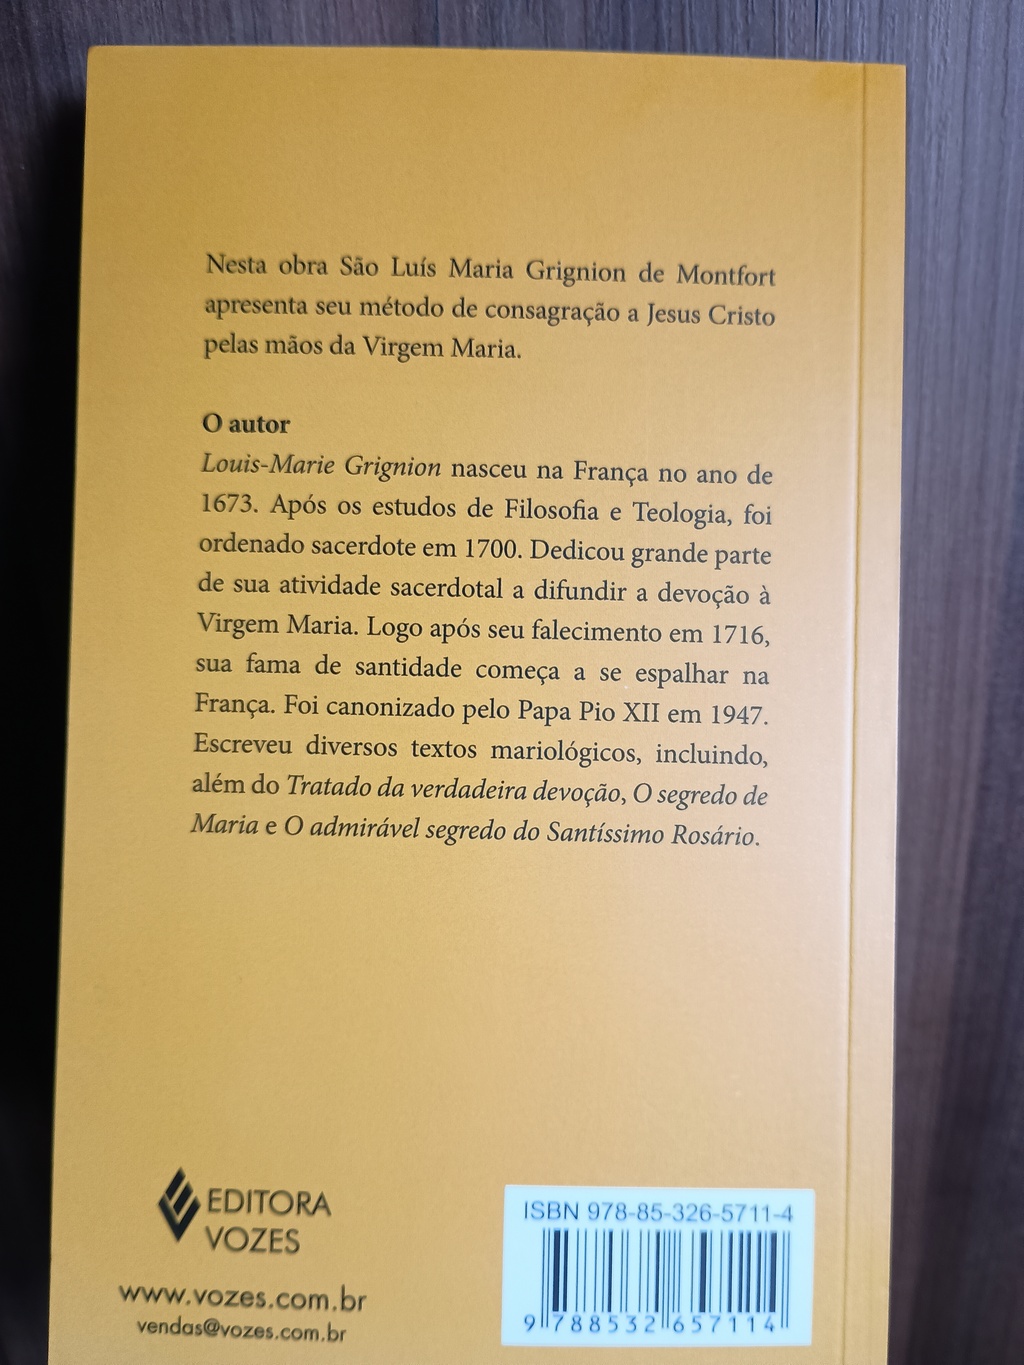 Nesta obra São Luís Maria Grignion de Montfort
apresenta seu método de consagração a Jesus Cristo
pelas mãos da Virgem Maria.
O autor
Louis-Marie Grignion nasceu na França no ano de
1673. Após os estudos de Filosofia e Teologia, foi
ordenado sacerdote em 1700. Dedicou grande parte
de sua atividade sacerdotal a difundir a devoção à
Virgem Maria. Logo após seu falecimento em 1716,
sua fama de santidade começa a se espalhar na
França. Foi canonizado pelo Papa Pio XII em 1947.
Escreveu diversos textos mariológicos, incluindo,
além do Tratado da verdadeira devoção, O segredo de
Maria e O admirável segredo do Santíssimo Rosário.
EDITORA
VOZES
www.vozes.com.br
vendas@vozes.com.br
ISBN 978-85-326-5711-4
9 788532 657114